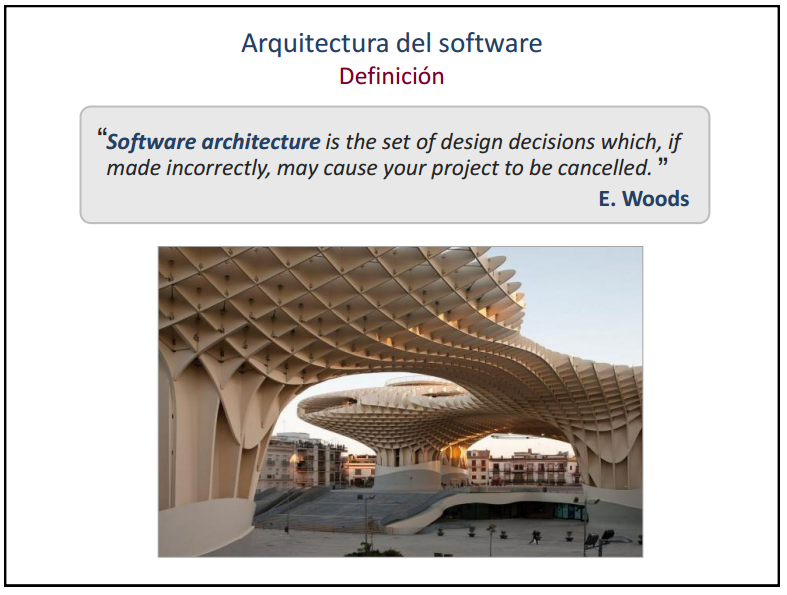 Arquitectura del software
Definición
“Software architecture is the set of design decisions which, if
made incorrectly, may cause your project to be cancelled. ”
E. Woods